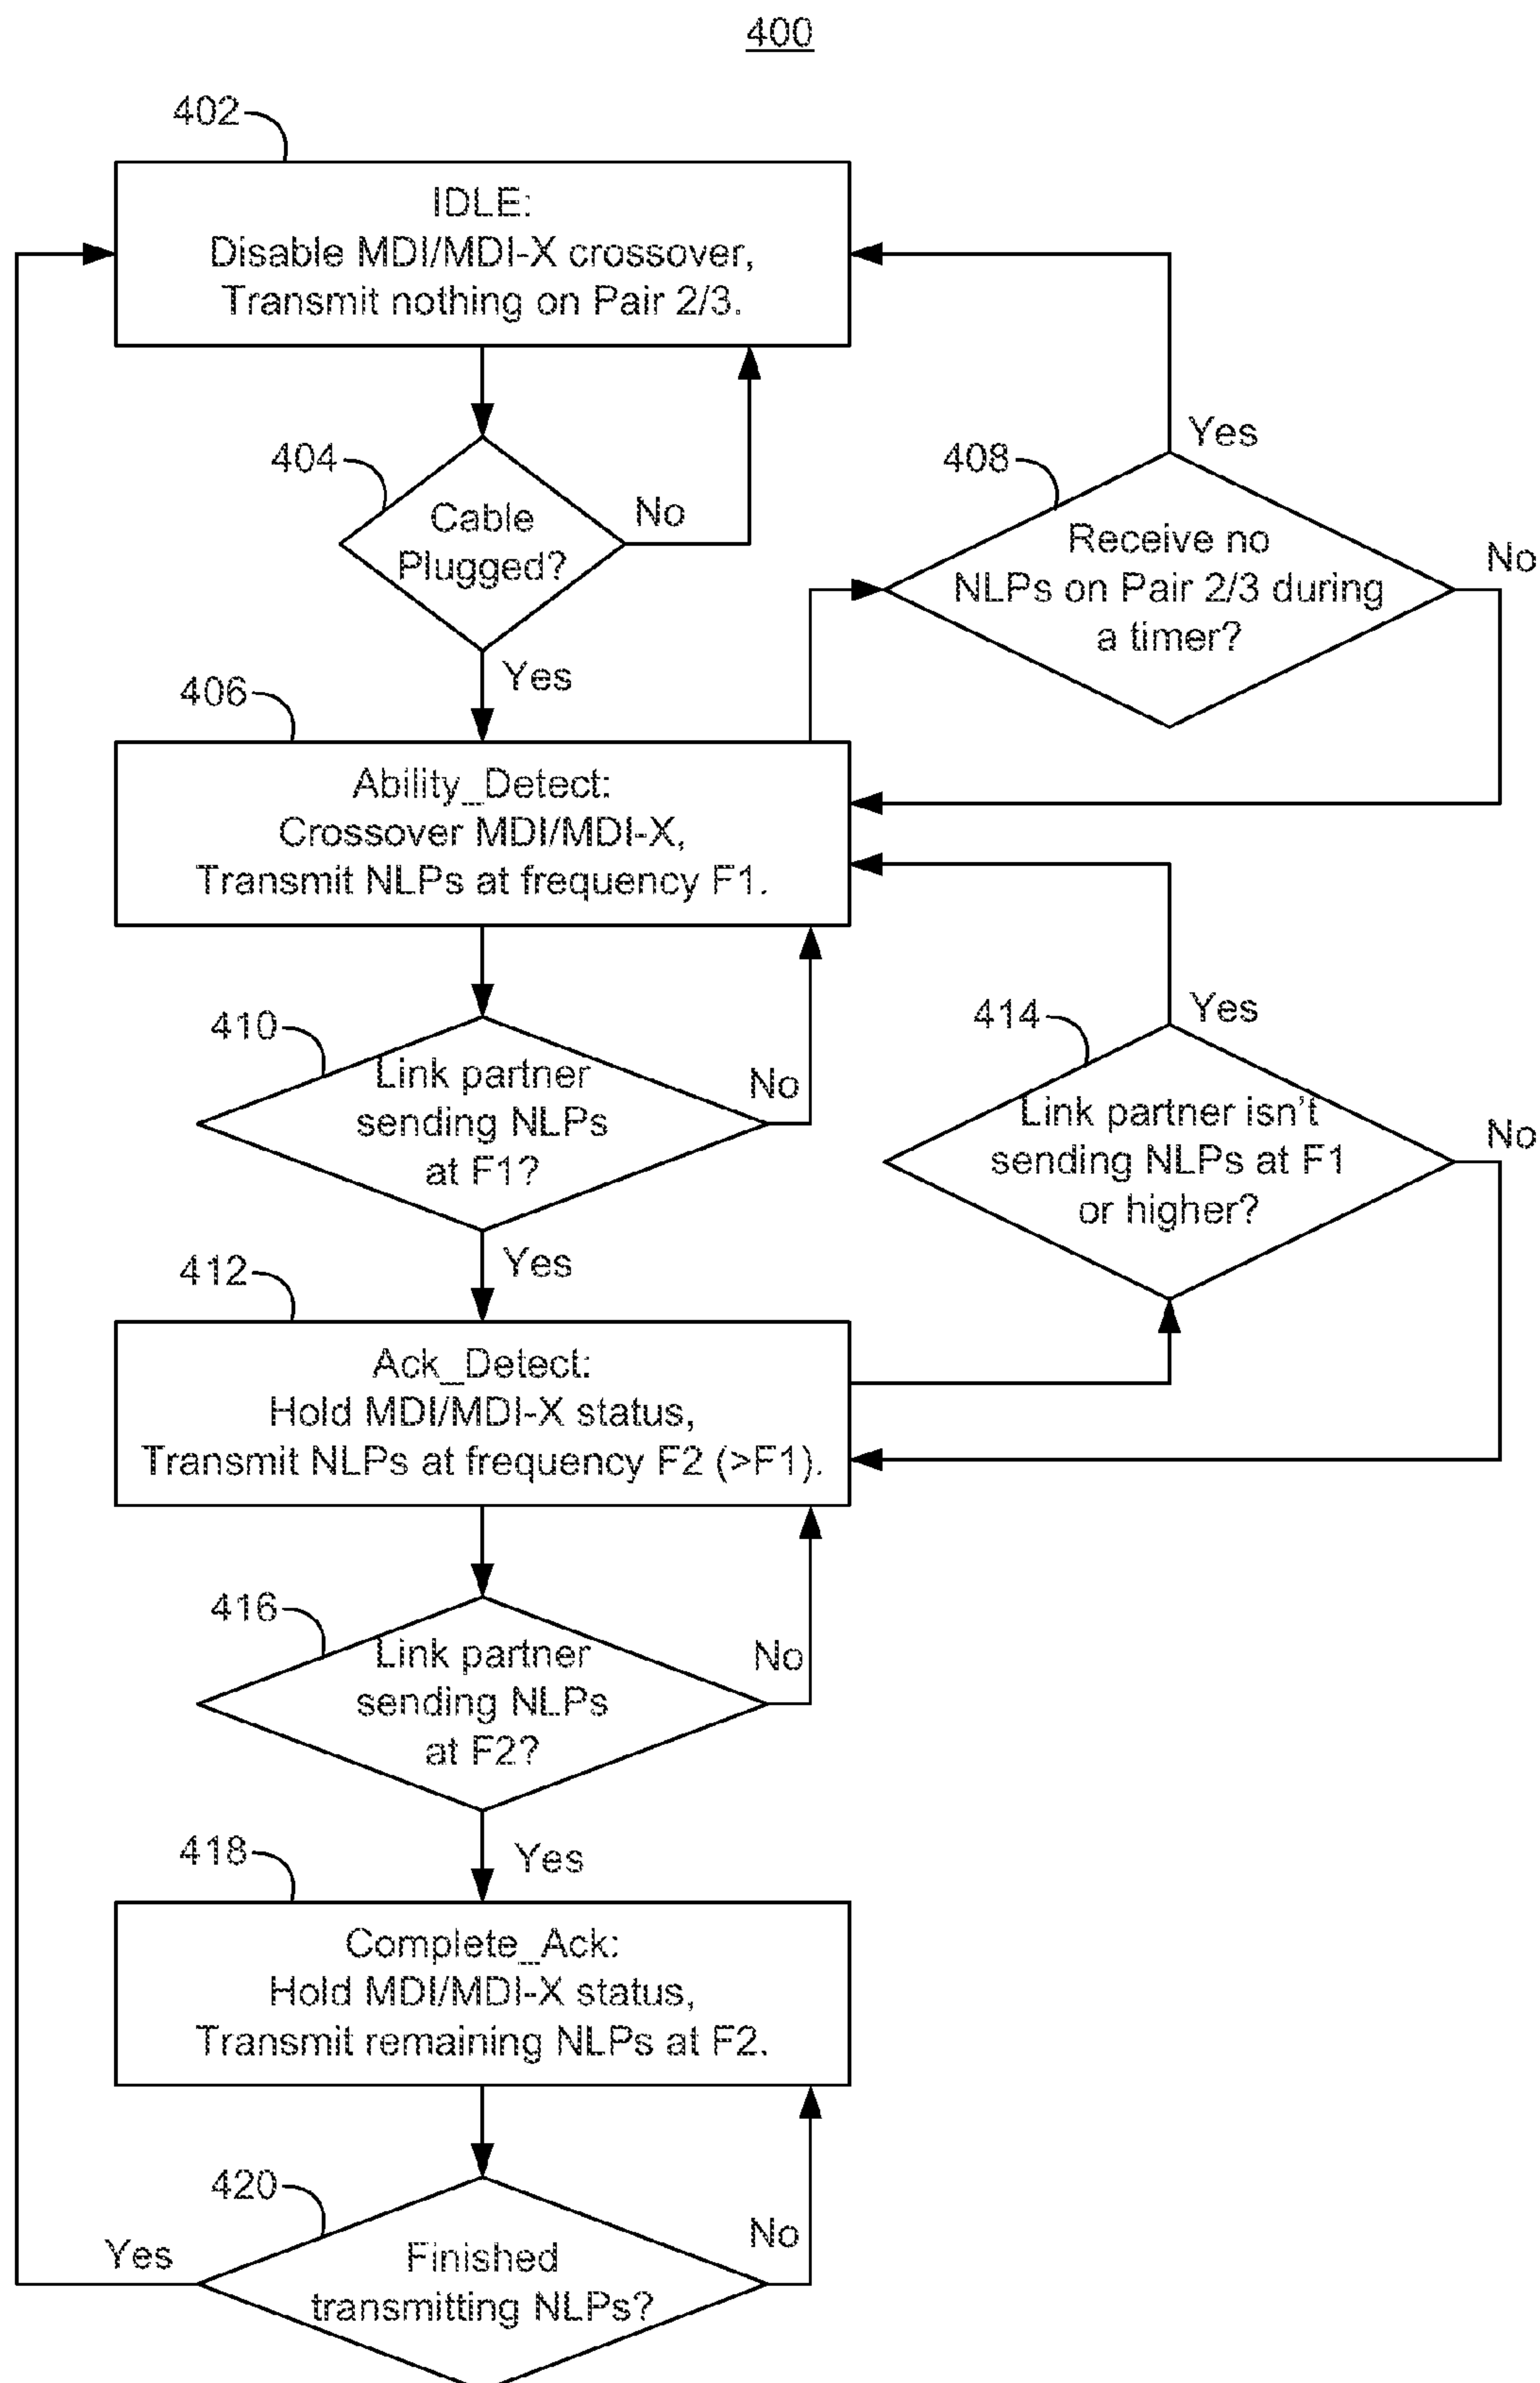 400
402
IDLE:
Disable MDI/MDI-X crossover,
Transmit nothing on Pair 2/3.
404
Cable
Plugged?
No
Yes
408
Receive no
NLPs on Pair 2/3 during
a timer?
Yes
No
406
Ability_Detect:
Crossover MDI/MDI-X,
Transmit NLPs at frequency F1.
410
Link partner
sending NLPs
at F1?
No
Yes
414
Link partner isn't
sending NLPs at F1
or higher?
Yes
No
412
Ack_Detect:
Hold MDI/MDI-X status,
Transmit NLPs at frequency F2 (>F1).
416
Link partner
sending NLPs
at F2?
No
Yes
418
Complete_Ack:
Hold MDI/MDI-X status,
Transmit remaining NLPs at F2.
420
Finished
transmitting NLPs?
Yes
No